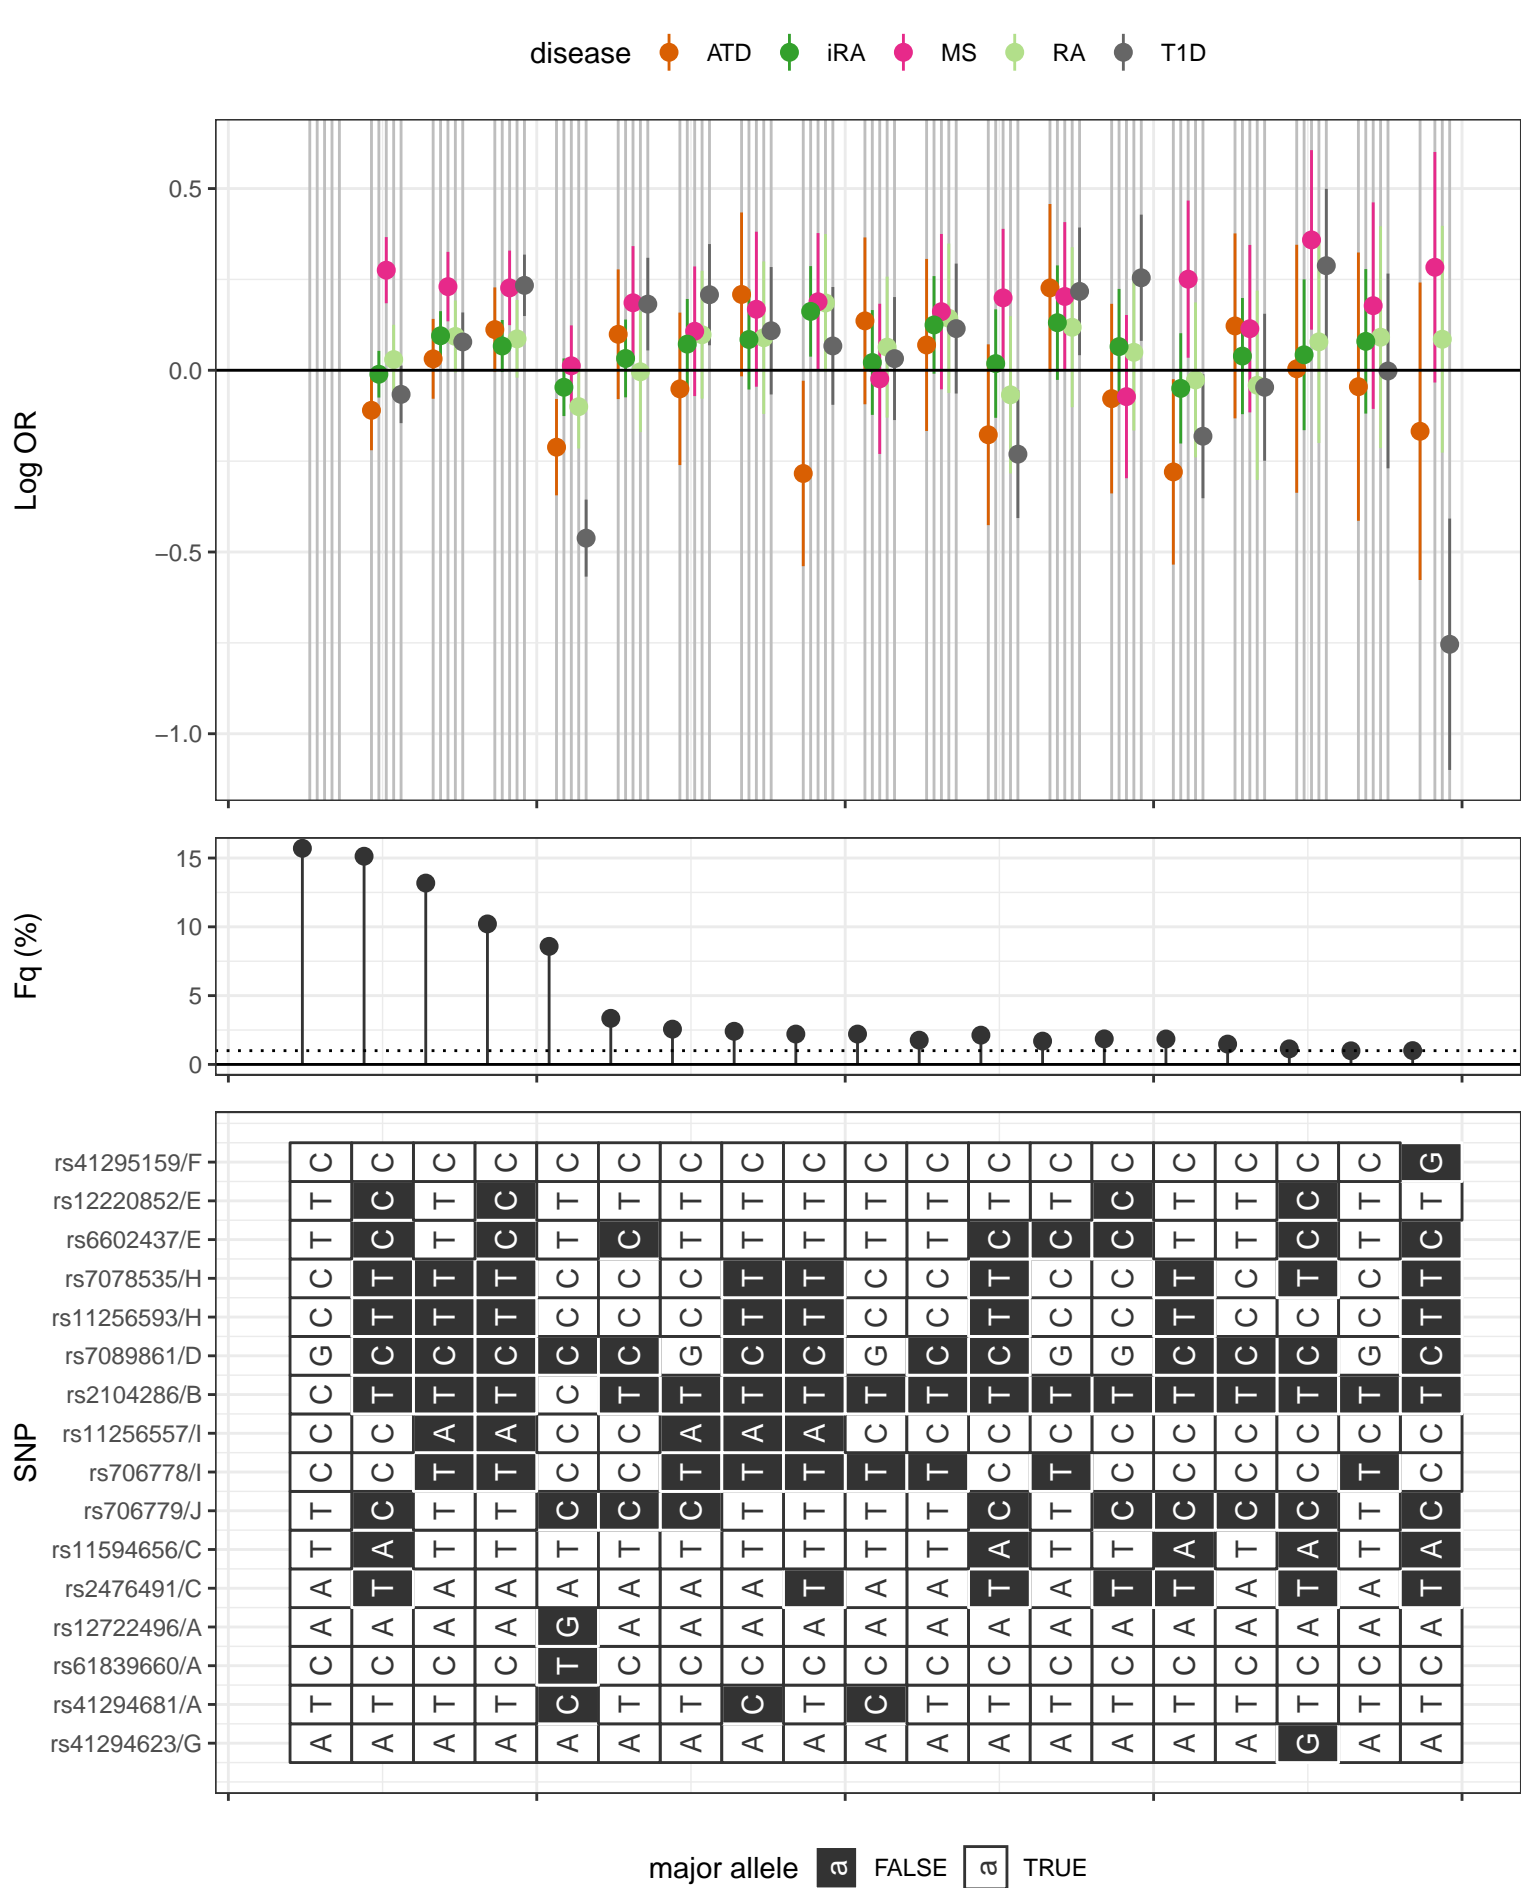 disease ATD iRA MS RA T1D
Log OR
0.5
0.0
−0.5
−1.0
Fq (%)
15
10
5
0
SNP
rs41295159/F C C C C C C C C C C C C C C C C C C G
rs12220852/E T C T C T T T T T T T T T C T T C T T
rs6602437/E T C T C T C T T T T T C C C T T C T C
rs7078535/H C T T T C C C T T C C T C C T C T C T
rs11256593/H C T T T C C C T T C C T C C T C C C T
rs7089861/D G C C C C C G C C G C C G G C C C G C
rs2104286/B C T T T C T T T T T T T T T T T T T T
rs11256557/I C C A A C C A A A C C C C C C C C C C
rs706778/I C C T T C C T T T T T C T C C C C T C
rs706779/J T C T T C C C T T T T C T C C C C T C
rs11594656/C T A T T T T T T T T T A T T A T A T A
rs2476491/C A T A A A A A A T A A T A T T A T A T
rs12722496/A A A A A G A A A A A A A A A A A A A A
rs61839660/A C C C C T C C C C C C C C C C C C C C
rs41294681/A T T T T C T T C T C T T T T T T T T T
rs41294623/G A A A A A A A A A A A A A A A A G A A
major allele a FALSE a TRUE